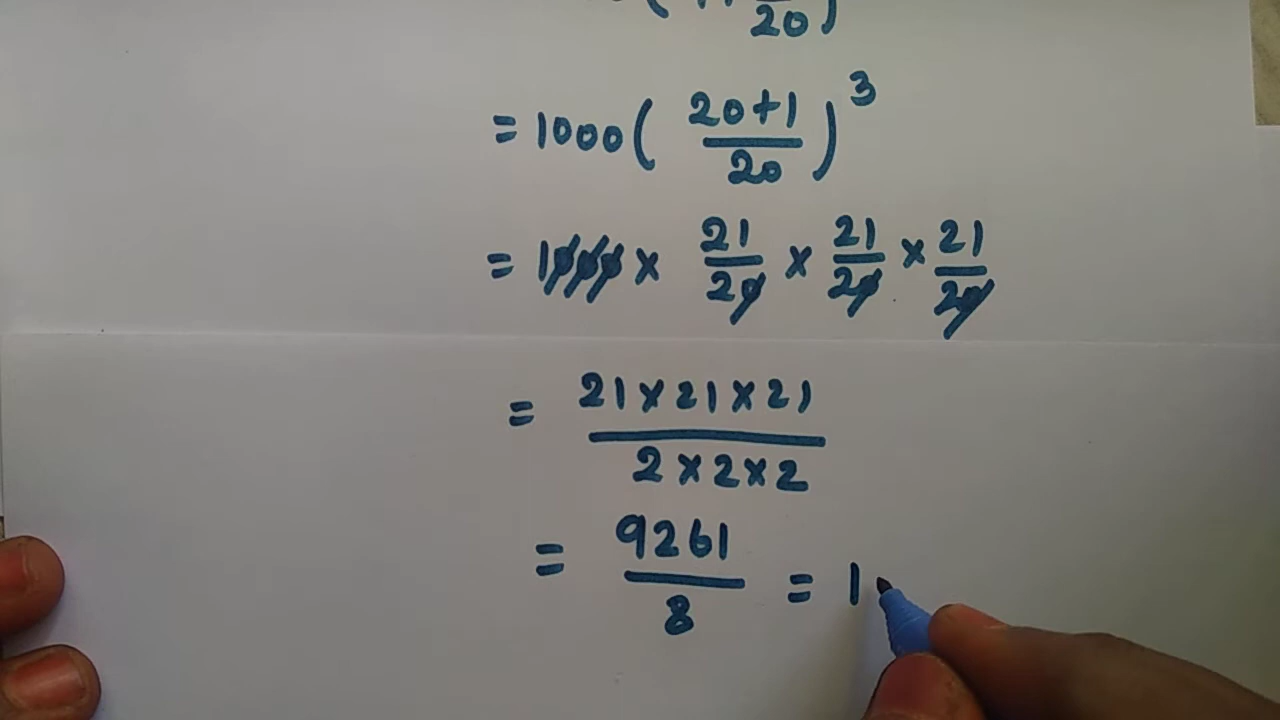 20)
= 1000 ( 20+1 / 20 )³
= 1000 × 21/20 × 21/20 × 21/20
= 21 × 21 × 21 / 2 × 2 × 2
= 9261 / 8 = 1